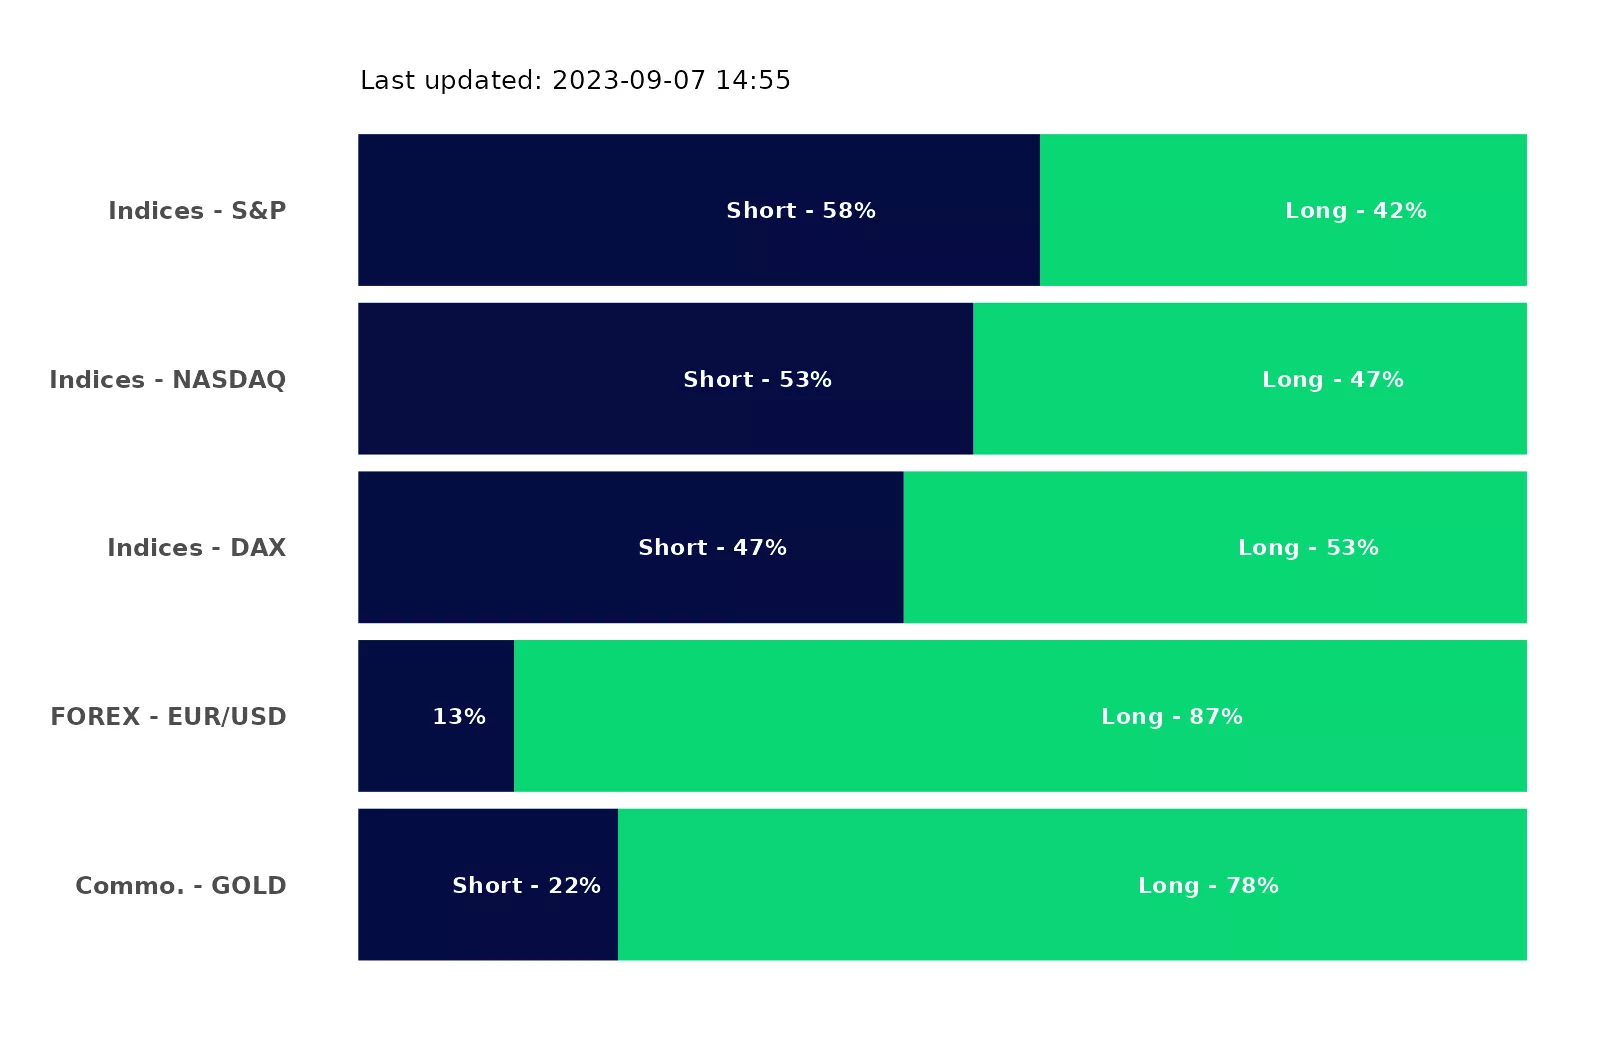 Last updated: 2023-09-07 14:55
Indices - S&P Short - 58% Long - 42%
Indices - NASDAQ Short - 53% Long - 47%
Indices - DAX Short - 47% Long - 53%
FOREX - EUR/USD 13% Long - 87%
Commo. - GOLD Short - 22% Long - 78%